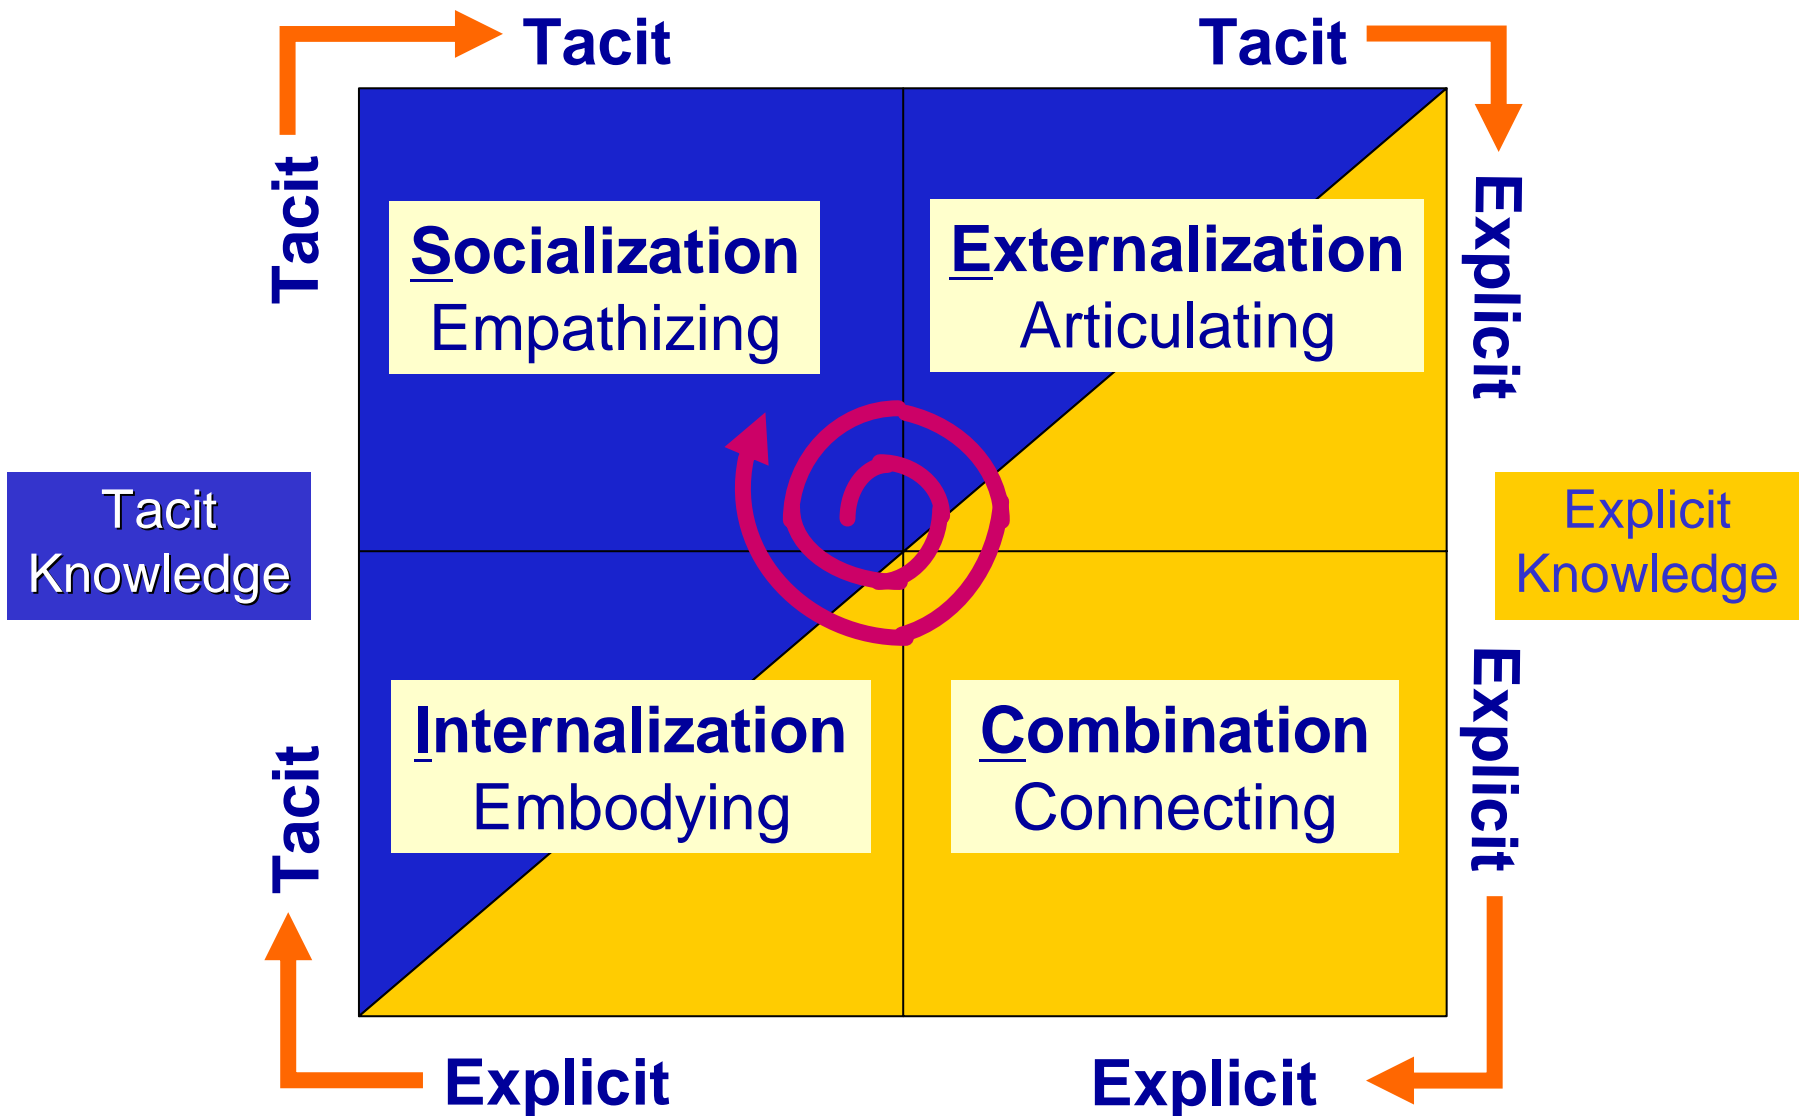 Tacit
Tacit
Tacit
Explicit
Socialization
Empathizing
Externalization
Articulating
Tacit
Knowledge
Explicit
Knowledge
Internalization
Embodying
Combination
Connecting
Tacit
Explicit
Explicit
Explicit